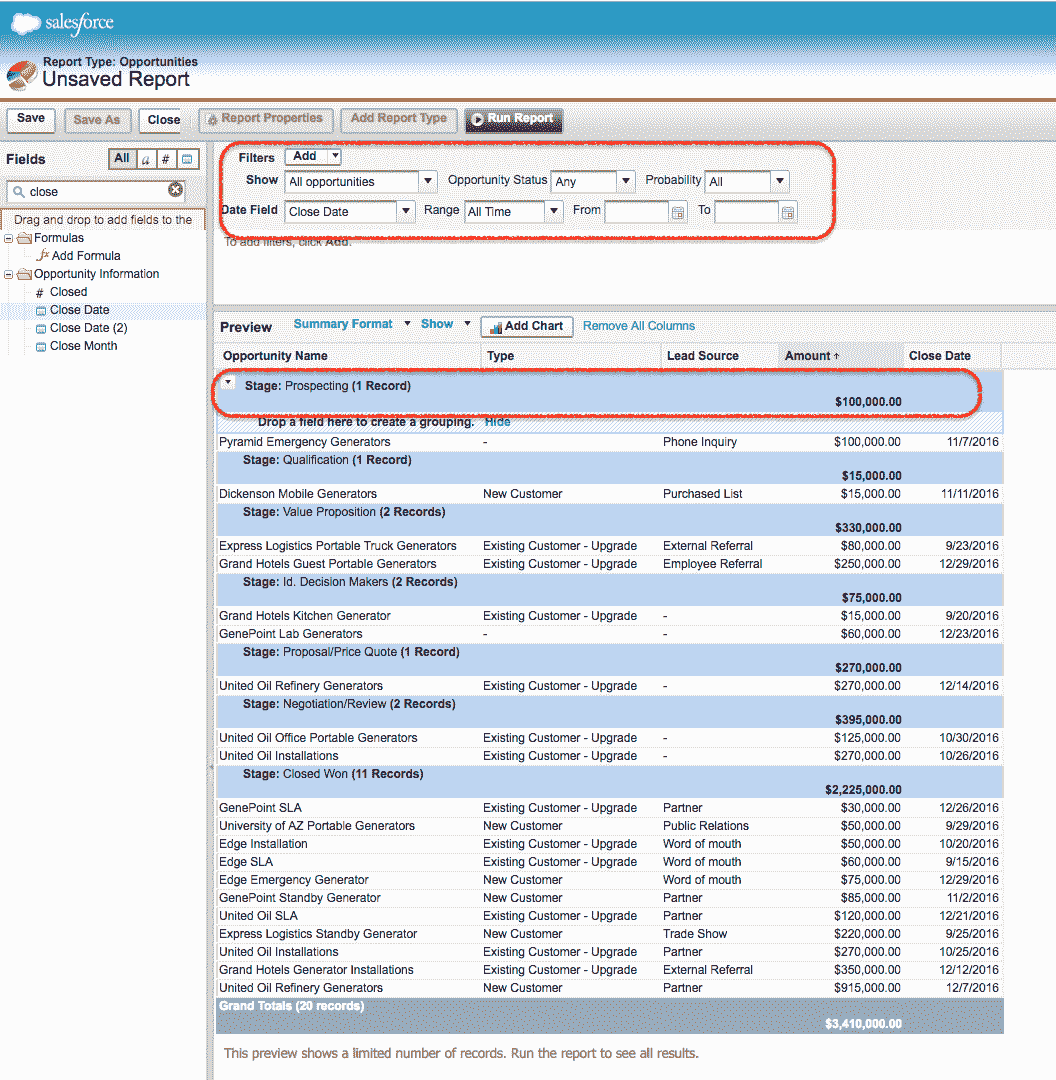 salesforce
Report Type: Opportunities
Unsaved Report
Save Save As Close Report Properties Add Report Type Run Report
Fields All a #
close
Drag and drop to add fields to the
Formulas
Add Formula
Opportunity Information
# Closed
Close Date
Close Date (2)
Close Month
Filters Add
Show All opportunities Opportunity Status Any Probability All
Date Field Close Date Range All Time From To
To add filters, click Add.
Preview Summary Format Show Add Chart Remove All Columns
Opportunity Name Type Lead Source Amount ↑ Close Date
Stage: Prospecting (1 Record)
$100,000.00
Drop a field here to create a grouping. Hide
Pyramid Emergency Generators - Phone Inquiry $100,000.00 11/7/2016
Stage: Qualification (1 Record)
$15,000.00
Dickenson Mobile Generators New Customer Purchased List $15,000.00 11/11/2016
Stage: Value Proposition (2 Records)
$330,000.00
Express Logistics Portable Truck Generators Existing Customer - Upgrade External Referral $80,000.00 9/23/2016
Grand Hotels Guest Portable Generators Existing Customer - Upgrade Employee Referral $250,000.00 12/29/2016
Stage: Id. Decision Makers (2 Records)
$75,000.00
Grand Hotels Kitchen Generator Existing Customer - Upgrade - $15,000.00 9/20/2016
GenePoint Lab Generators - - $60,000.00 12/23/2016
Stage: Proposal/Price Quote (1 Record)
$270,000.00
United Oil Refinery Generators Existing Customer - Upgrade - $270,000.00 12/14/2016
Stage: Negotiation/Review (2 Records)
$395,000.00
United Oil Office Portable Generators Existing Customer - Upgrade - $125,000.00 10/30/2016
United Oil Installations Existing Customer - Upgrade - $270,000.00 10/26/2016
Stage: Closed Won (11 Records)
$2,225,000.00
GenePoint SLA Existing Customer - Upgrade Partner $30,000.00 12/26/2016
University of AZ Portable Generators New Customer Public Relations $50,000.00 9/29/2016
Edge Installation Existing Customer - Upgrade Word of mouth $50,000.00 10/20/2016
Edge SLA Existing Customer - Upgrade Word of mouth $60,000.00 9/15/2016
Edge Emergency Generator New Customer Word of mouth $75,000.00 12/29/2016
GenePoint Standby Generator New Customer Partner $85,000.00 11/2/2016
United Oil SLA Existing Customer - Upgrade Partner $120,000.00 12/21/2016
Express Logistics Standby Generator New Customer Trade Show $220,000.00 9/25/2016
United Oil Installations Existing Customer - Upgrade Partner $270,000.00 10/25/2016
Grand Hotels Generator Installations Existing Customer - Upgrade External Referral $350,000.00 12/12/2016
United Oil Refinery Generators New Customer Partner $915,000.00 12/7/2016
Grand Totals (20 records)
$3,410,000.00
This preview shows a limited number of records. Run the report to see all results.